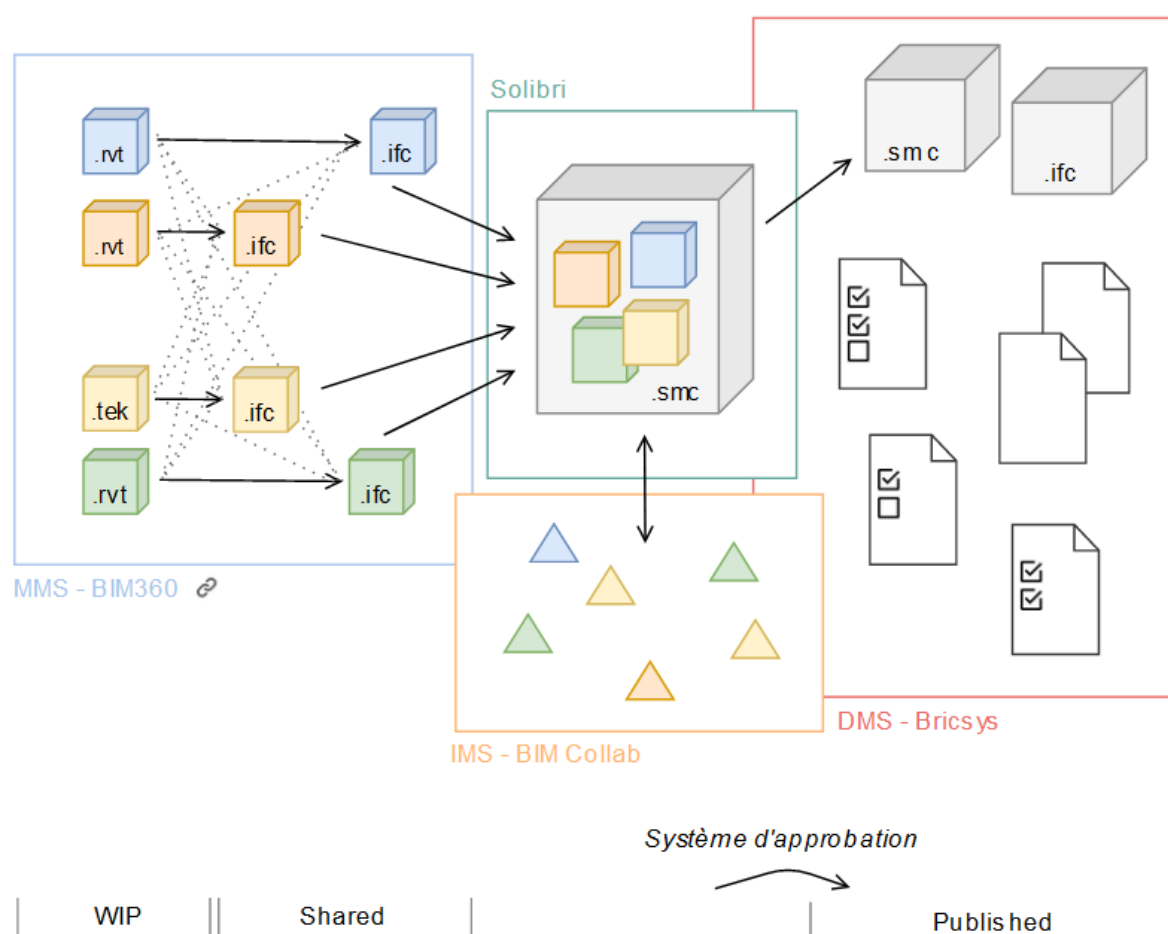 Solibri
.rvt
.ifc
.smc
.ifc
.rvt
.ifc
.tek
.ifc
.smc
.rvt
.ifc
MMS - BIM360
DMS - Bricsys
IMS - BIM Collab
Système d'approbation
WIP
Shared
Published